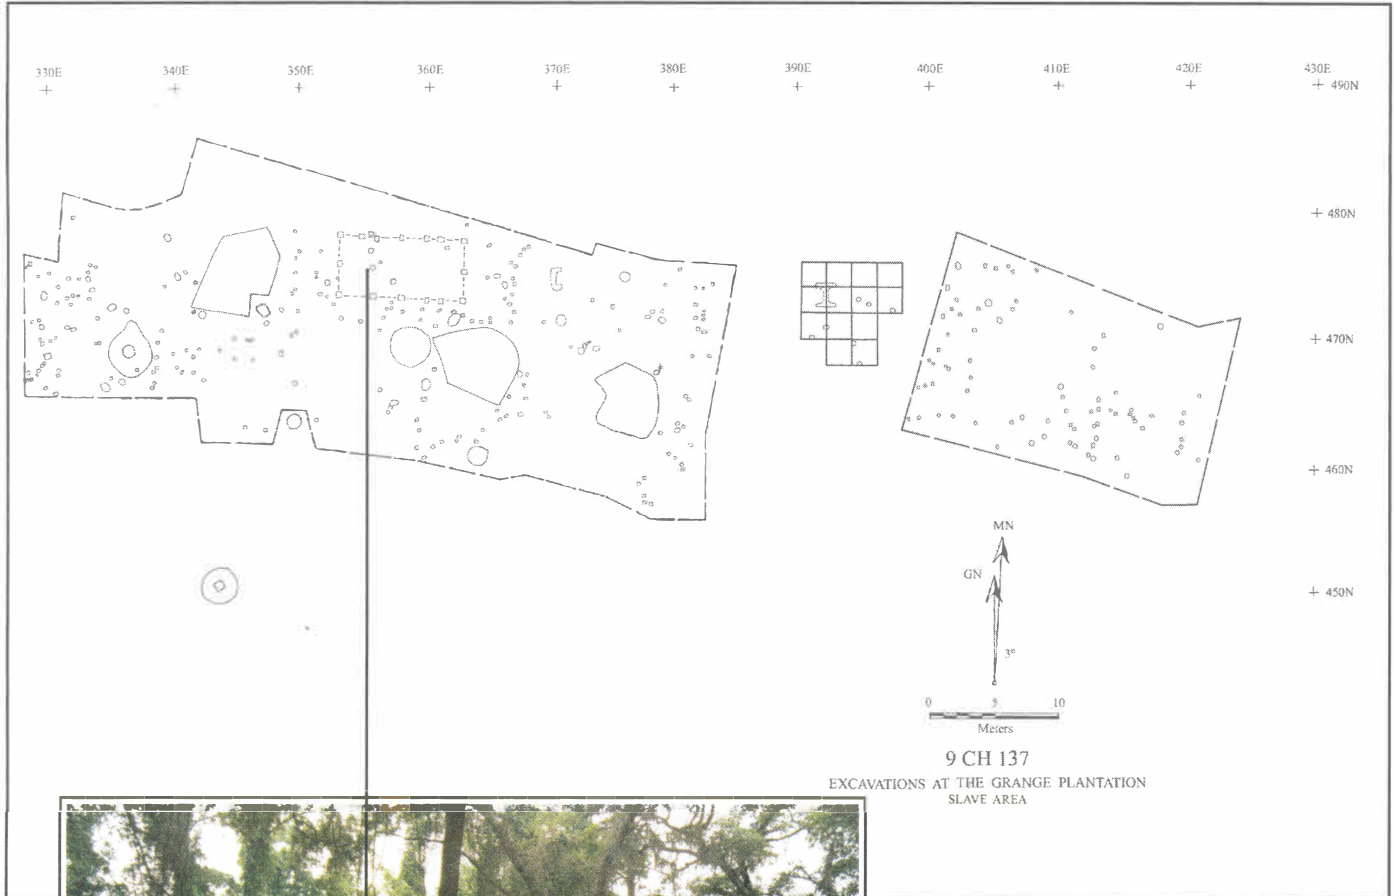 330E 340E 350E 360E 370E 380E 390E 400E 410E 420E 430E
490N
480N
470N
460N
450N
MN
GN
3°
0 5 10
Meters
9 CH 137
EXCAVATIONS AT THE GRANGE PLANTATION
SLAVE AREA